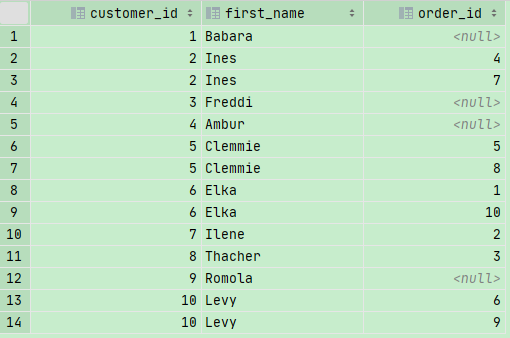 customer_id first_name order_id
1 1 Babara <null>
2 2 Ines 4
3 2 Ines 7
4 3 Freddi <null>
5 4 Ambur <null>
6 5 Clemmie 5
7 5 Clemmie 8
8 6 Elka 1
9 6 Elka 10
10 7 Ilene 2
11 8 Thacher 3
12 9 Romola <null>
13 10 Levy 6
14 10 Levy 9